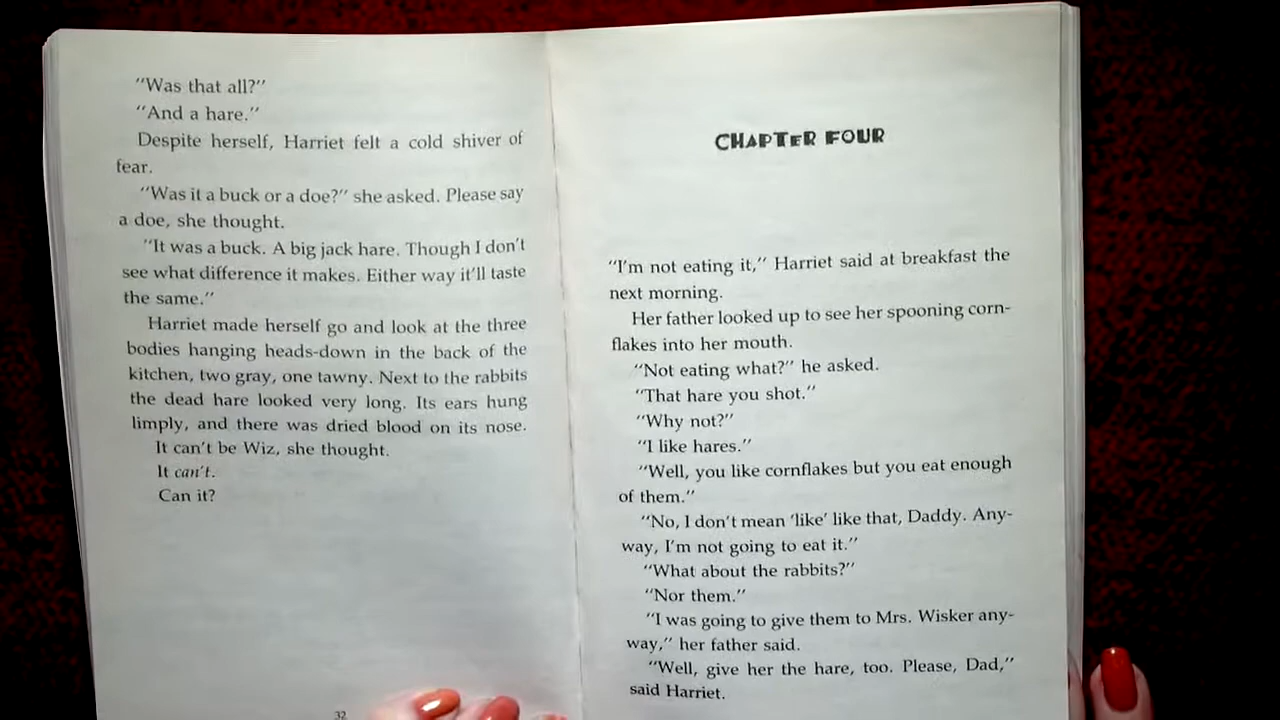 "Was that all?"
"And a hare."
Despite herself, Harriet felt a cold shiver of
fear.
"Was it a buck or a doe?" she asked. Please say
a doe, she thought.
"It was a buck. A big jack hare. Though I don't
see what difference it makes. Either way it'll taste
the same."
Harriet made herself go and look at the three
bodies hanging heads-down in the back of the
kitchen, two gray, one tawny. Next to the rabbits
the dead hare looked very long. Its ears hung
limply, and there was dried blood on its nose.
It can't be Wiz, she thought.
It can't.
Can it?
32
CHAPTER FOUR
"I'm not eating it," Harriet said at breakfast the
next morning.
Her father looked up to see her spooning corn-
flakes into her mouth.
"Not eating what?" he asked.
"That hare you shot."
"Why not?"
"I like hares."
"Well, you like cornflakes but you eat enough
of them."
"No, I don't mean 'like' like that, Daddy. Any-
way, I'm not going to eat it."
"What about the rabbits?"
"Nor them."
"I was going to give them to Mrs. Wisker any-
way," her father said.
"Well, give her the hare, too. Please, Dad,"
said Harriet.